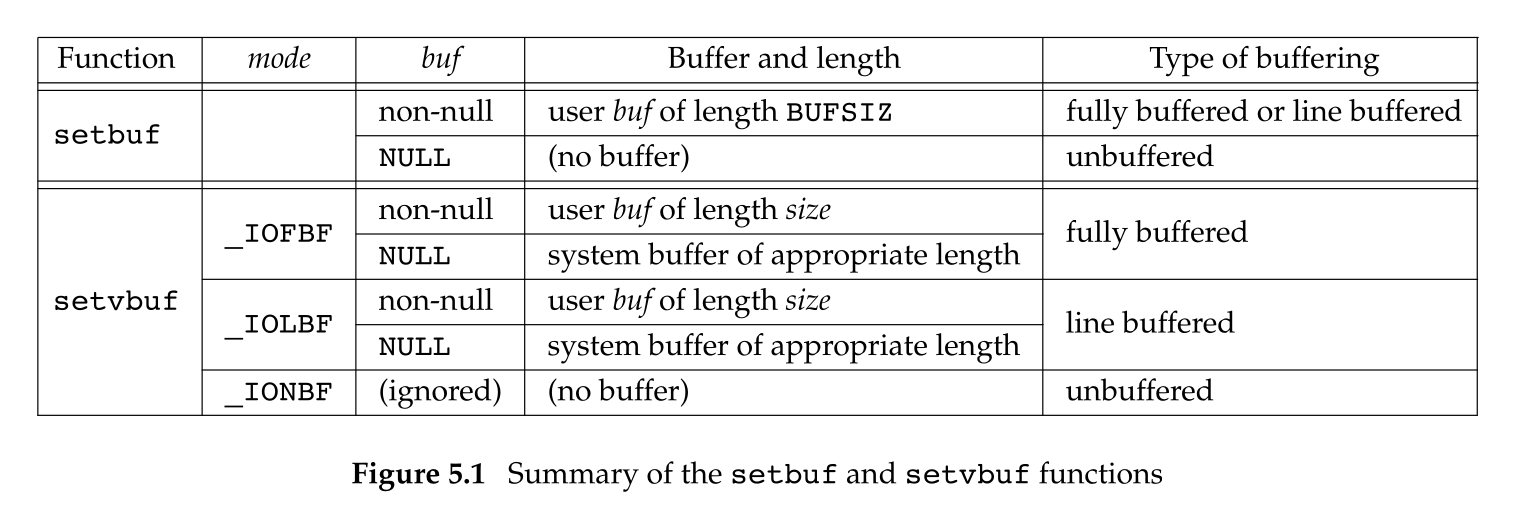 Function mode buf Buffer and length Type of buffering
setbuf non-null user buf of length BUFSIZ fully buffered or line buffered
NULL (no buffer) unbuffered
setvbuf _IOFBF non-null user buf of length size fully buffered
NULL system buffer of appropriate length
_IOLBF non-null user buf of length size line buffered
NULL system buffer of appropriate length
_IONBF (ignored) (no buffer) unbuffered
Figure 5.1 Summary of the setbuf and setvbuf functions